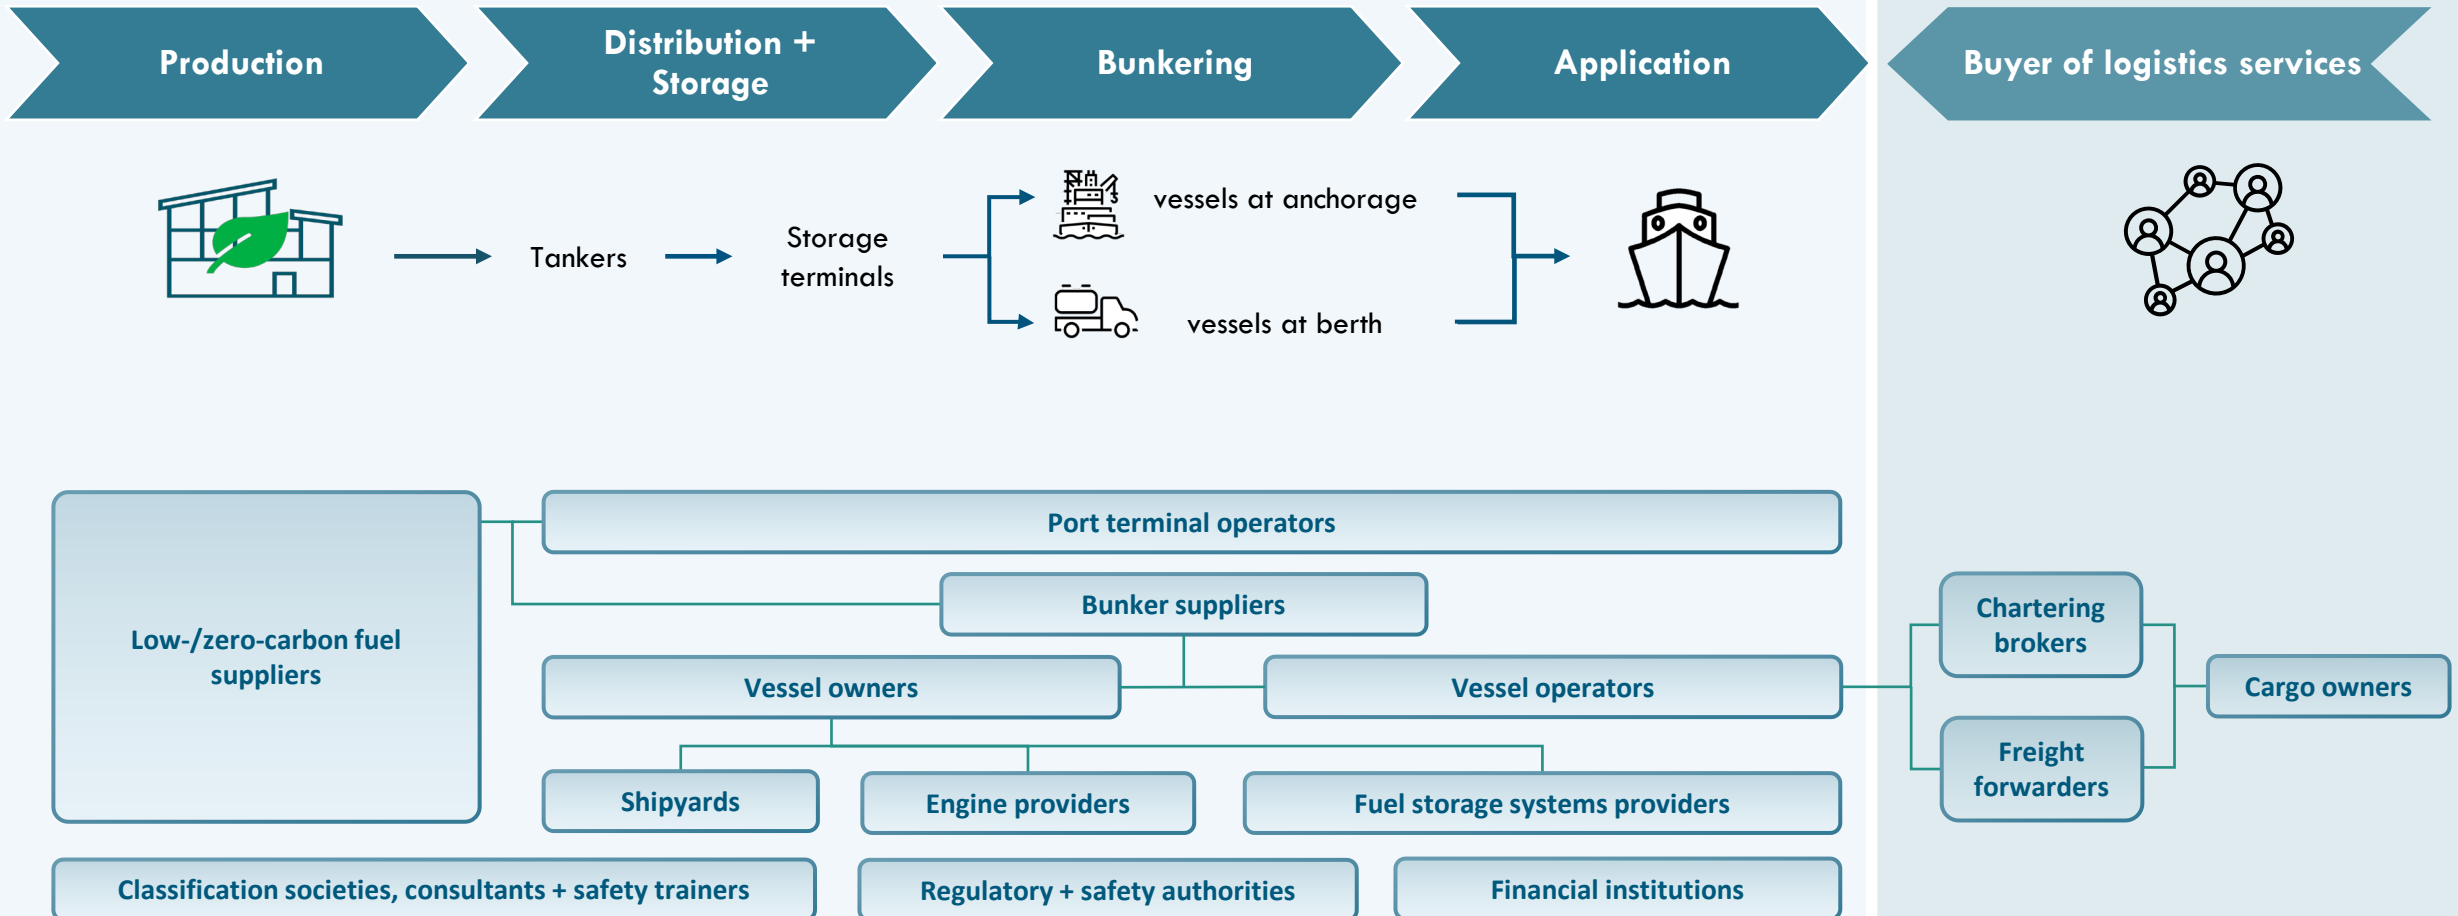 Production
Distribution +
Storage
Bunkering
Application
Buyer of logistics services
Tankers
Storage
terminals
vessels at anchorage
vessels at berth
Port terminal operators
Bunker suppliers
Low-/zero-carbon fuel
suppliers
Vessel owners
Vessel operators
Chartering
brokers
Cargo owners
Freight
forwarders
Shipyards
Engine providers
Fuel storage systems providers
Classification societies, consultants + safety trainers
Regulatory + safety authorities
Financial institutions